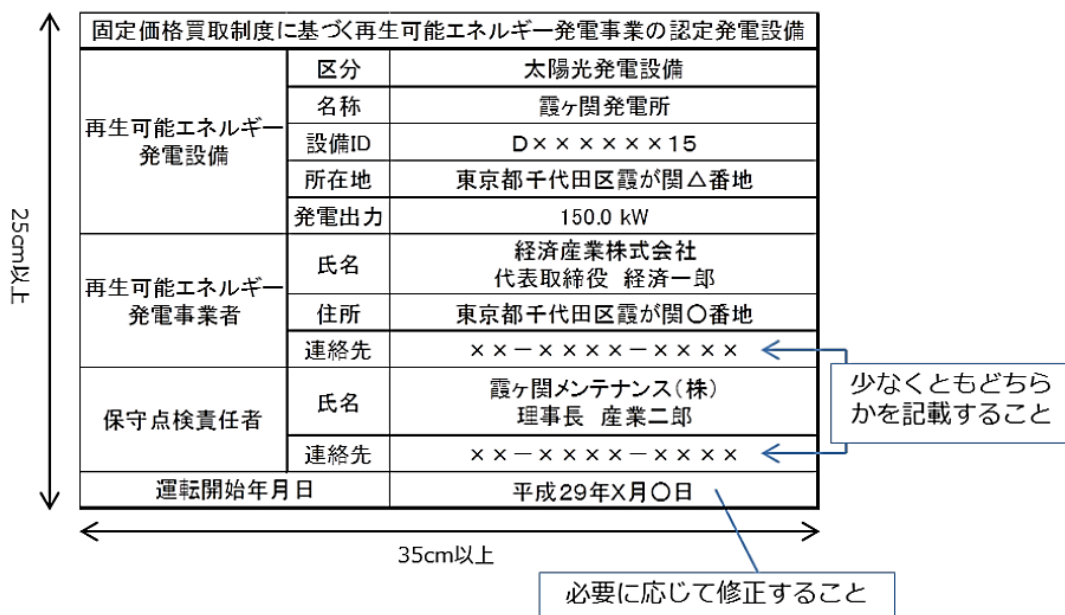 固定価格買取制度に基づく再生可能エネルギー発電事業の認定発電設備
再生可能エネルギー
発電設備
区分
太陽光発電設備
名称
霞ヶ関発電所
設備ID
D××××××15
所在地
東京都千代田区霞が関△番地
発電出力
150.0 kW
再生可能エネルギー
発電事業者
氏名
経済産業株式会社
代表取締役 経済一郎
住所
東京都千代田区霞が関〇番地
連絡先
××-××××-××××
保守点検責任者
氏名
霞ヶ関メンテナンス(株)
理事長 産業二郎
連絡先
××-××××-××××
運転開始年月日
平成29年X月〇日
25cm以上
35cm以上
少なくともどちら
かを記載すること
必要に応じて修正すること